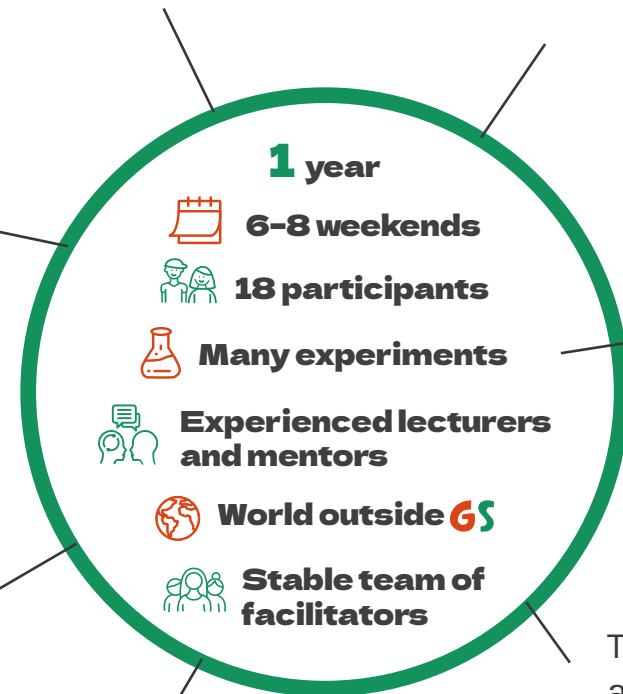 1 year
6–8 weekends
18 participants
Many experiments
Experienced lecturers
and mentors
World outside GS
Stable team of
facilitators
T
a